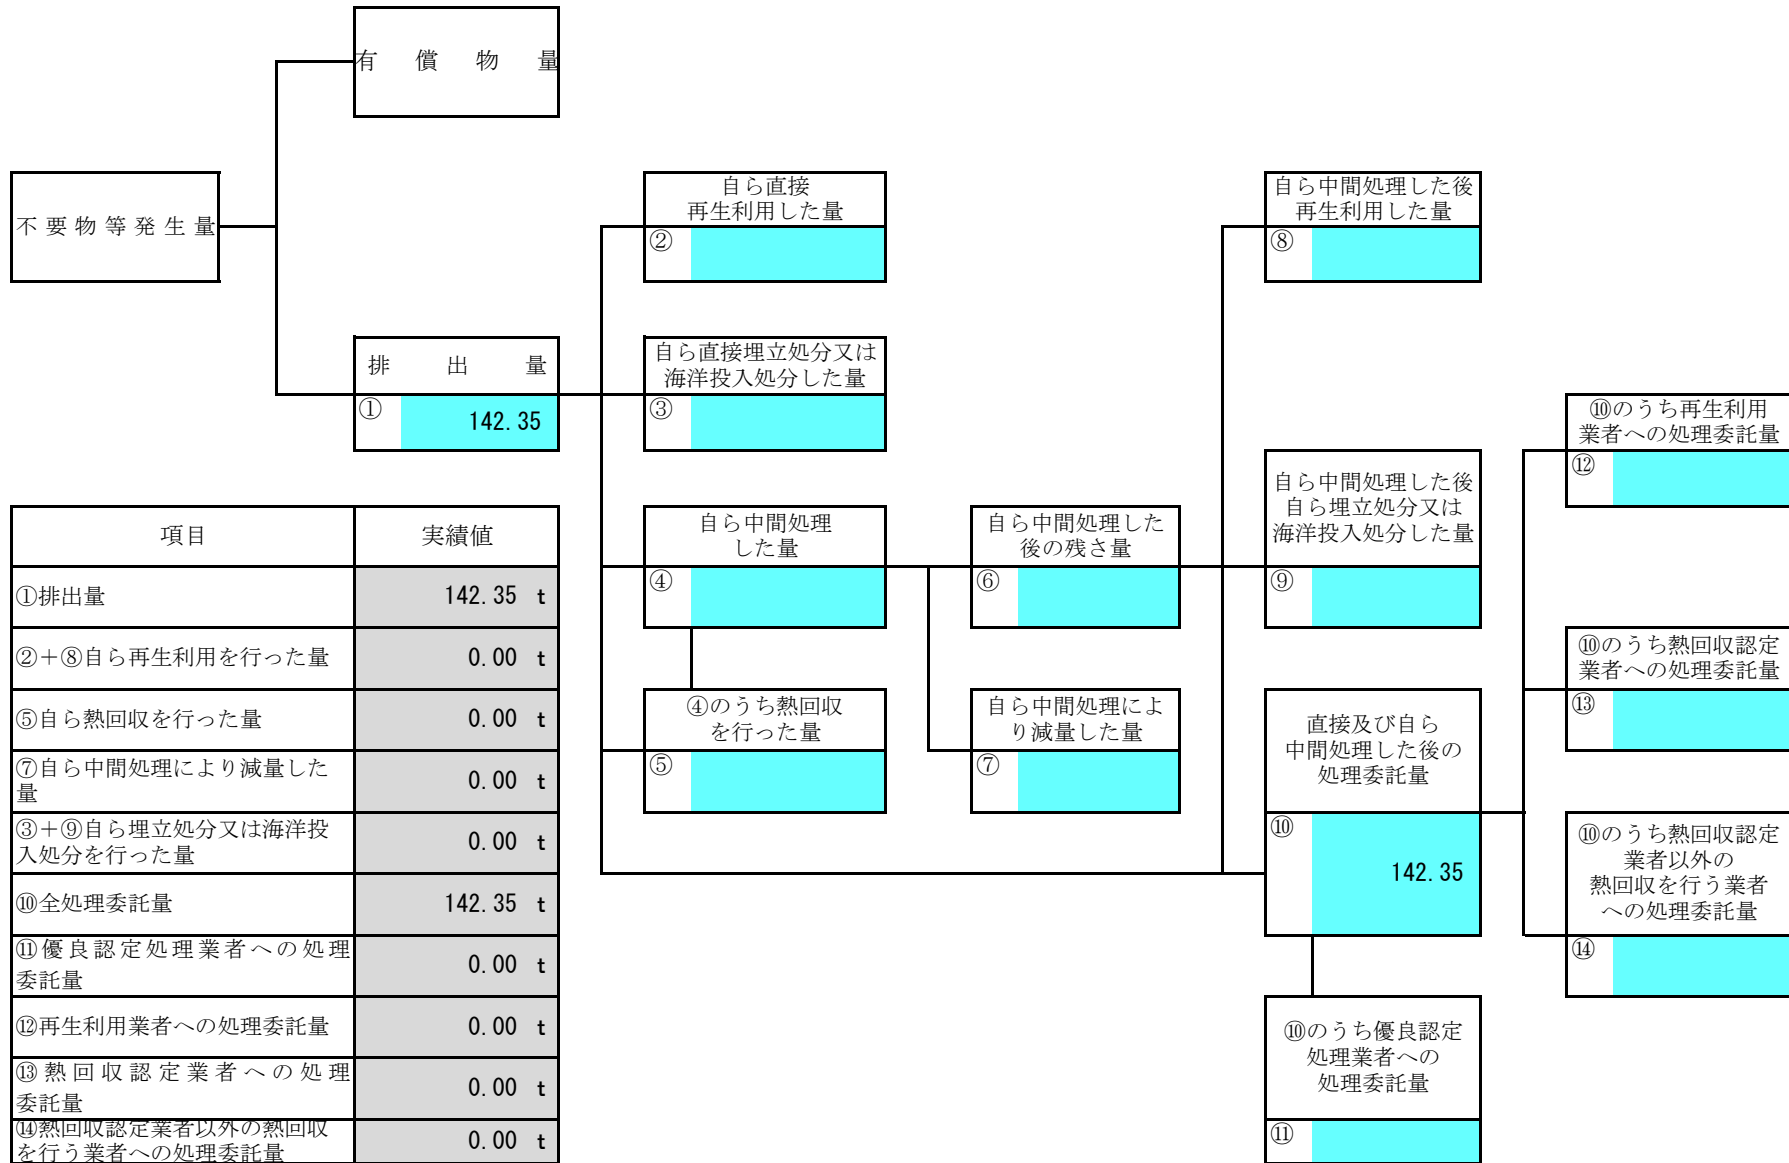 有償物量
不要物等発生量
排出量
①
142.35
自ら直接
再生利用した量
②
自ら直接埋立処分又は
海洋投入処分した量
③
自ら中間処理
した量
④
④のうち熱回収
を行った量
⑤
自ら中間処理した
後の残さ量
⑥
自ら中間処理によ
り減量した量
⑦
自ら中間処理した後
再生利用した量
⑧
自ら中間処理した後
自ら埋立処分又は
海洋投入処分した量
⑨
直接及び自ら
中間処理した後の
処理委託量
⑩
142.35
⑩のうち優良認定
処理業者への
処理委託量
⑪
⑩のうち再生利用
業者への処理委託量
⑫
⑩のうち熱回収認定
業者への処理委託量
⑬
⑩のうち熱回収認定
業者以外の
熱回収を行う業者
への処理委託量
⑭
項目 実績値
①排出量 142.35 t
②+⑧自ら再生利用を行った量 0.00 t
⑤自ら熱回収を行った量 0.00 t
⑦自ら中間処理により減量した
量 0.00 t
③+⑨自ら埋立処分又は海洋投
入処分を行った量 0.00 t
⑩全処理委託量 142.35 t
⑪優良認定処理業者への処理
委託量 0.00 t
⑫再生利用業者への処理委託量 0.00 t
⑬熱回収認定業者への処理
委託量 0.00 t
⑭熱回収認定業者以外の熱回収
を行う業者への処理委託量 0.00 t